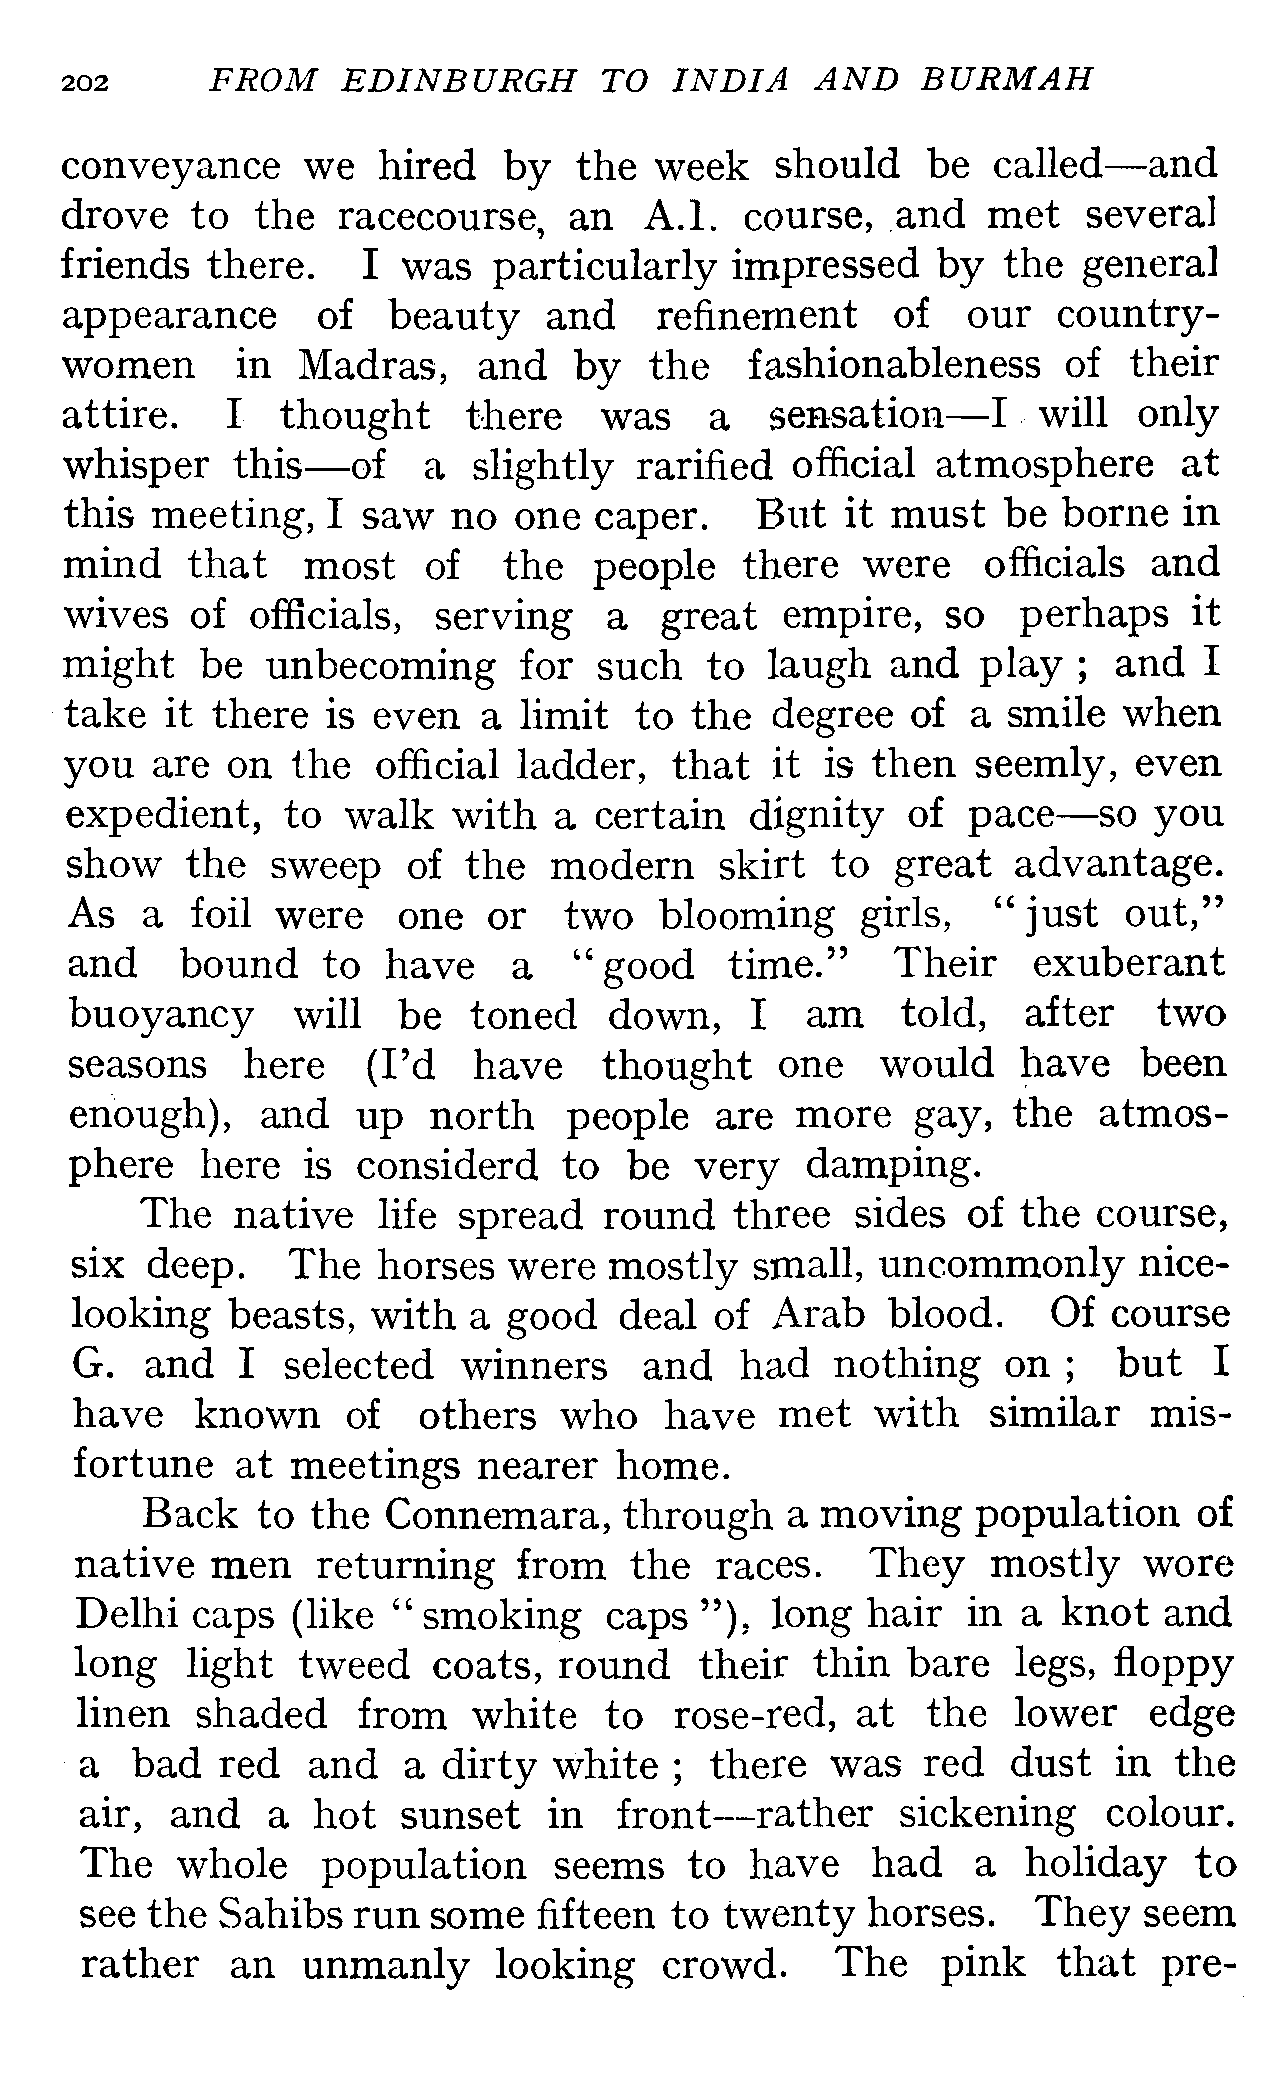 202 FROM EDINBURGH TO INDIA AND BURMAH
conveyance we hired by the week should be called—and
drove to the racecourse, an A.1. course, and met several
friends there. I was particularly impressed by the general
appearance of beauty and refinement of our country-
women in Madras, and by the fashionableness of their
attire. I thought there was a sensation—I will only
whisper this—of a slightly rarified official atmosphere at
this meeting, I saw no one caper. But it must be borne in
mind that most of the people there were officials and
wives of officials, serving a great empire, so perhaps it
might be unbecoming for such to laugh and play ; and I
take it there is even a limit to the degree of a smile when
you are on the official ladder, that it is then seemly, even
expedient, to walk with a certain dignity of pace—so you
show the sweep of the modern skirt to great advantage.
As a foil were one or two blooming girls, “just out,”
and bound to have a “good time.” Their exuberant
buoyancy will be toned down, I am told, after two
seasons here (I’d have thought one would have been
enough), and up north people are more gay, the atmos-
phere here is considerd to be very damping.
The native life spread round three sides of the course,
six deep. The horses were mostly small, uncommonly nice-
looking beasts, with a good deal of Arab blood. Of course
G. and I selected winners and had nothing on ; but I
have known of others who have met with similar mis-
fortune at meetings nearer home.
Back to the Connemara, through a moving population of
native men returning from the races. They mostly wore
Delhi caps (like “smoking caps”), long hair in a knot and
long light tweed coats, round their thin bare legs, floppy
linen shaded from white to rose-red, at the lower edge
a bad red and a dirty white ; there was red dust in the
air, and a hot sunset in front—rather sickening colour.
The whole population seems to have had a holiday to
see the Sahibs run some fifteen to twenty horses. They seem
rather an unmanly looking crowd. The pink that pre-